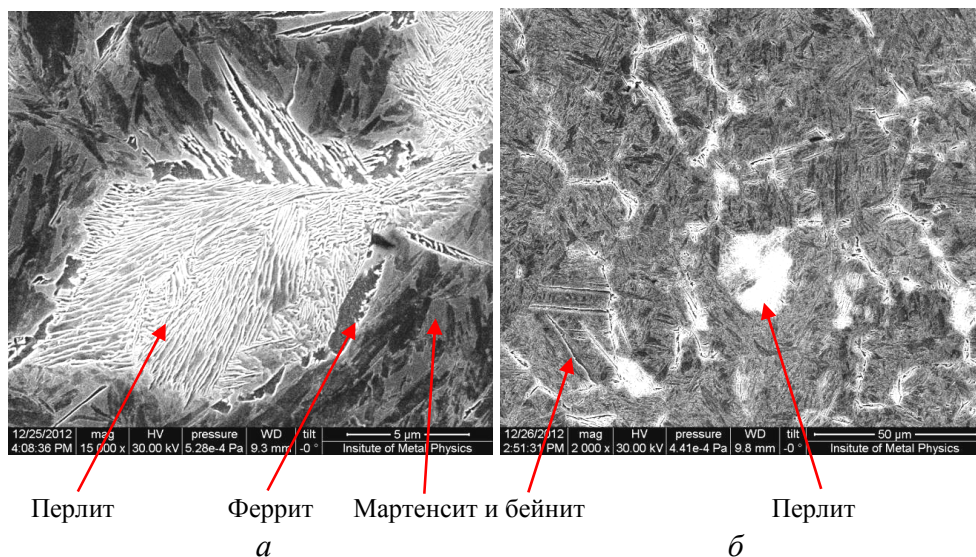 12/25/2012 mag HV pressure WD tilt 5 µm
4:08:36 PM 15 000 x 30.00 kV 5.28e-4 Pa 9.3 mm -0 ° Insitute of Metal Physics
12/26/2012 mag HV pressure WD tilt 50 µm
2:51:31 PM 2 000 x 30.00 kV 4.41e-4 Pa 9.8 mm -0 ° Insitute of Metal Physics
Перлит Феррит Мартенсит и бейнит Перлит
а б